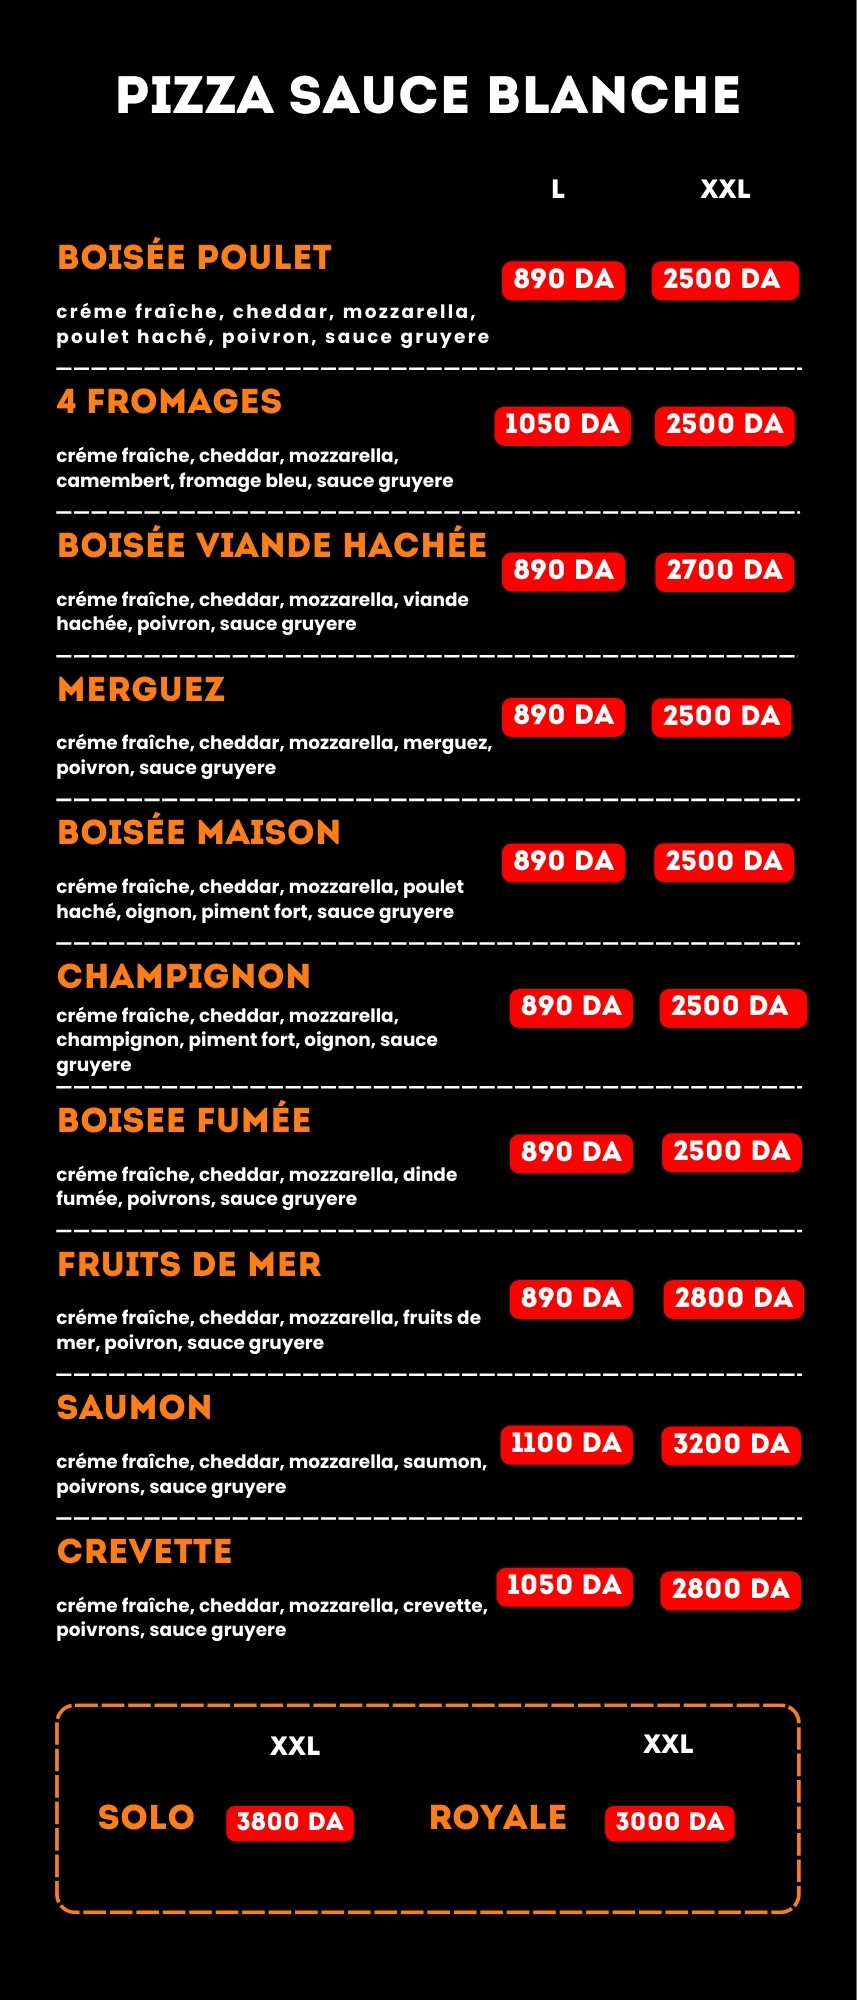 PIZZA SAUCE BLANCHE
L XXL
BOISÉE POULET
890 DA 2500 DA
créme fraîche, cheddar, mozzarella,
poulet haché, poivron, sauce gruyere
4 FROMAGES
1050 DA 2500 DA
créme fraîche, cheddar, mozzarella,
camembert, fromage bleu, sauce gruyere
BOISÉE VIANDE HACHÉE
890 DA 2700 DA
créme fraîche, cheddar, mozzarella, viande
hachée, poivron, sauce gruyere
MERGUEZ
890 DA 2500 DA
créme fraîche, cheddar, mozzarella, merguez,
poivron, sauce gruyere
BOISÉE MAISON
890 DA 2500 DA
créme fraîche, cheddar, mozzarella, poulet
haché, oignon, piment fort, sauce gruyere
CHAMPIGNON
890 DA 2500 DA
créme fraîche, cheddar, mozzarella,
champignon, piment fort, oignon, sauce
gruyere
BOISEE FUMÉE
890 DA 2500 DA
créme fraîche, cheddar, mozzarella, dinde
fumée, poivrons, sauce gruyere
FRUITS DE MER
890 DA 2800 DA
créme fraîche, cheddar, mozzarella, fruits de
mer, poivron, sauce gruyere
SAUMON
1100 DA 3200 DA
créme fraîche, cheddar, mozzarella, saumon,
poivrons, sauce gruyere
CREVETTE
1050 DA 2800 DA
créme fraîche, cheddar, mozzarella, crevette,
poivrons, sauce gruyere
XXL XXL
SOLO 3800 DA ROYALE 3000 DA